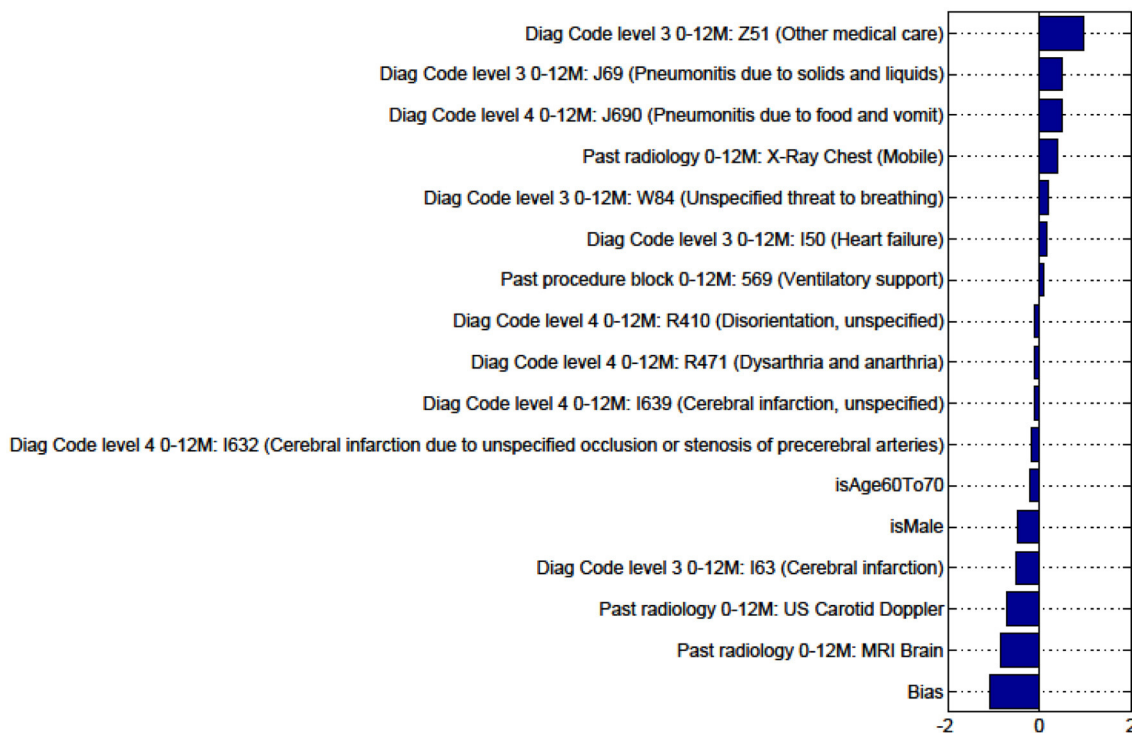 Diag Code level 3 0-12M: Z51 (Other medical care)
Diag Code level 3 0-12M: J69 (Pneumonitis due to solids and liquids)
Diag Code level 4 0-12M: J690 (Pneumonitis due to food and vomit)
Past radiology 0-12M: X-Ray Chest (Mobile)
Diag Code level 3 0-12M: W84 (Unspecified threat to breathing)
Diag Code level 3 0-12M: I50 (Heart failure)
Past procedure block 0-12M: 569 (Ventilatory support)
Diag Code level 4 0-12M: R410 (Disorientation, unspecified)
Diag Code level 4 0-12M: R471 (Dysarthria and anarthria)
Diag Code level 4 0-12M: I639 (Cerebral infarction, unspecified)
Diag Code level 4 0-12M: I632 (Cerebral infarction due to unspecified occlusion or stenosis of precerebral arteries)
isAge60To70
isMale
Diag Code level 3 0-12M: I63 (Cerebral infarction)
Past radiology 0-12M: US Carotid Doppler
Past radiology 0-12M: MRI Brain
Bias
-2 0 2